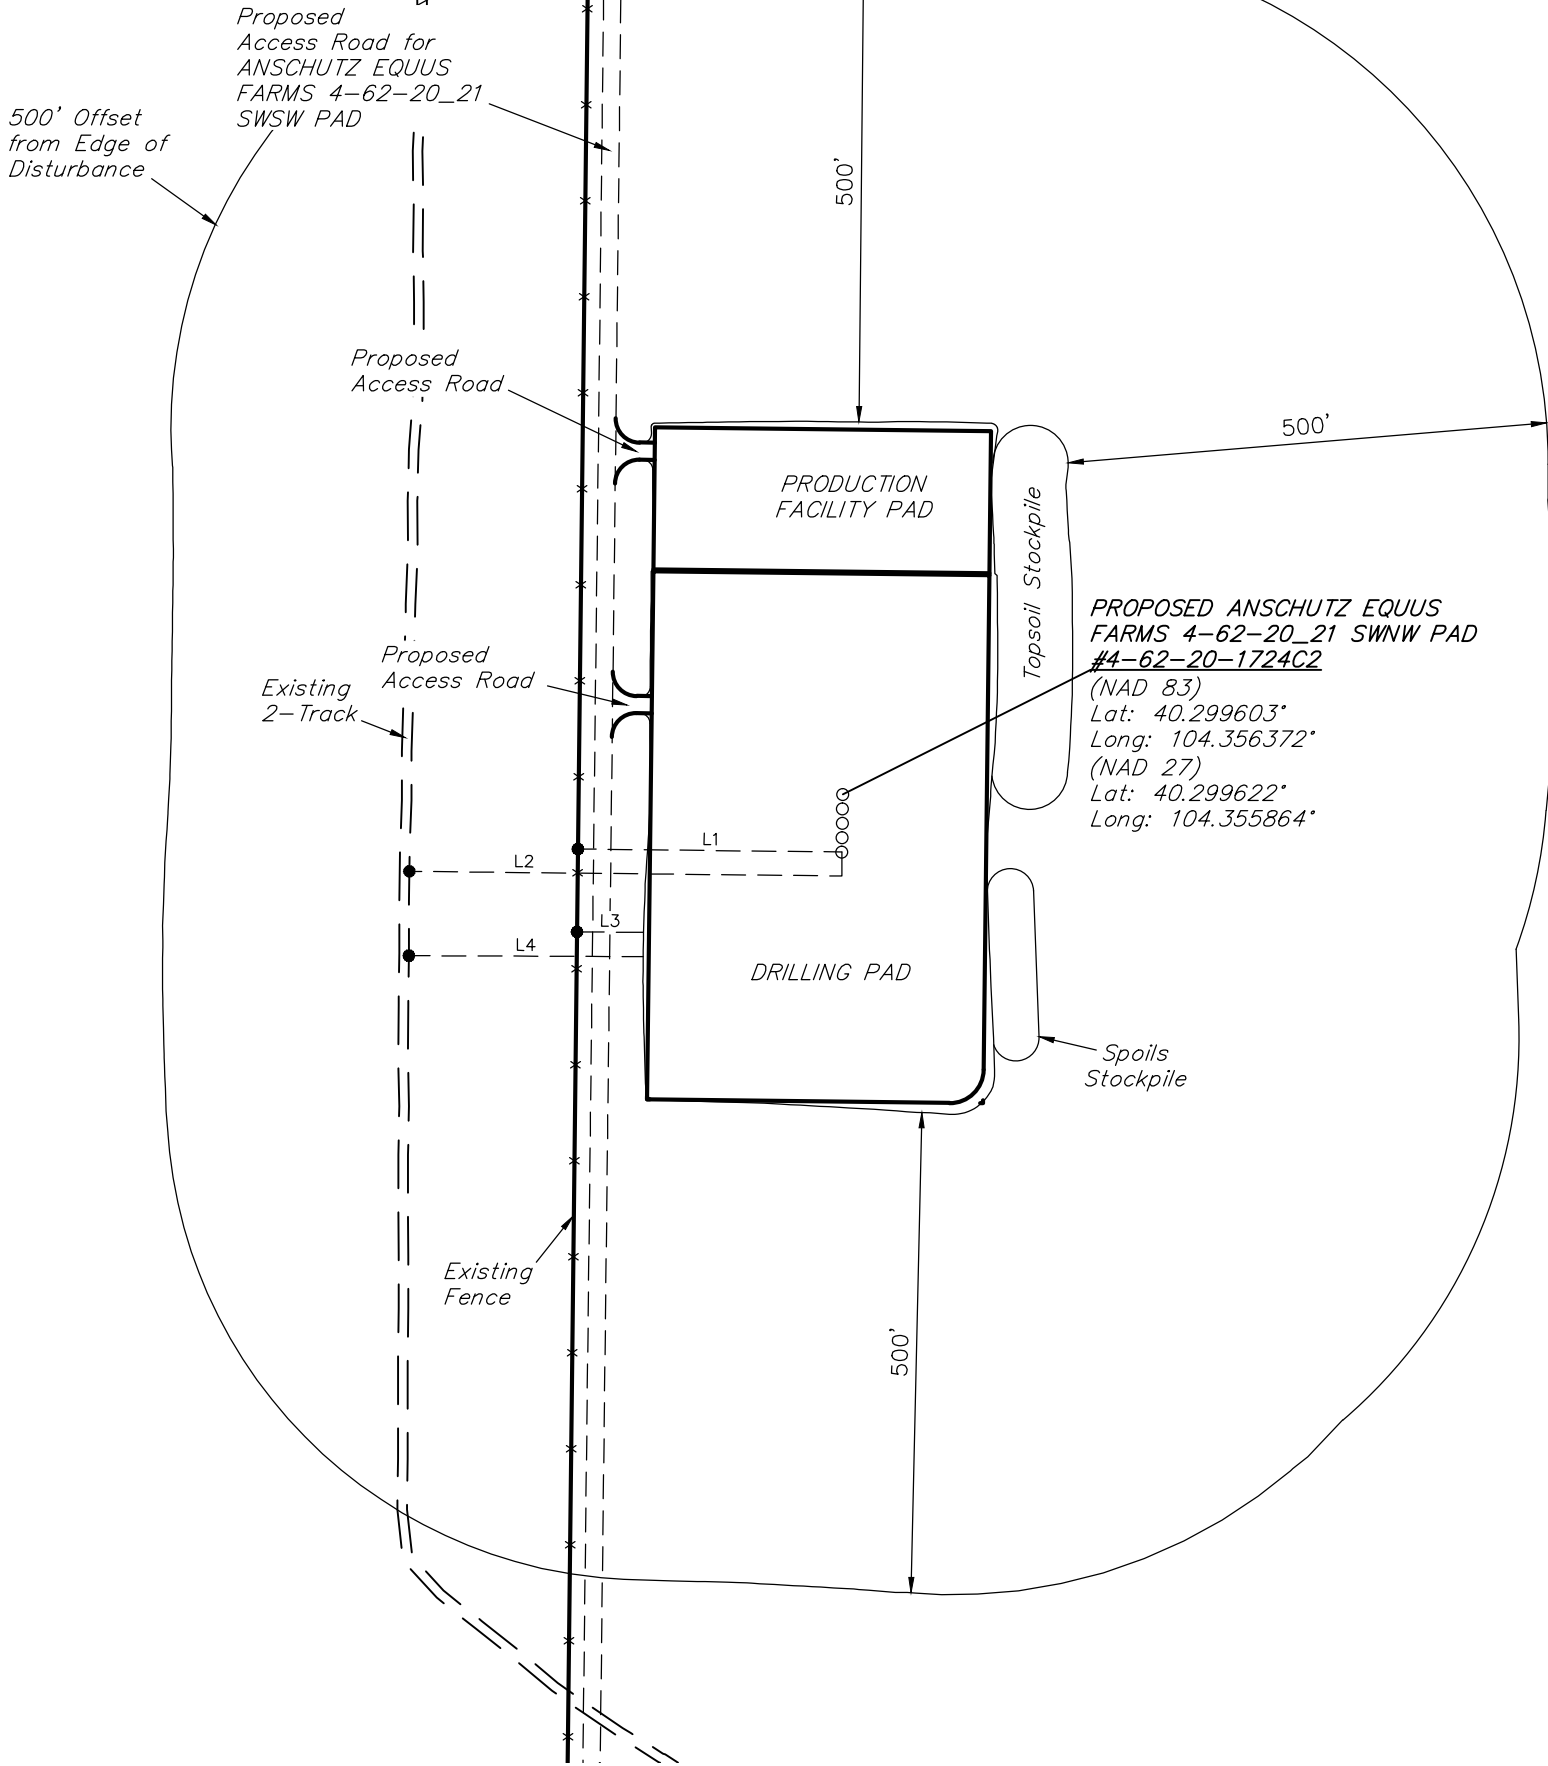 Proposed
Access Road for
ANSCHUTZ EQUUS
FARMS 4-62-20_21
SWSW PAD
500' Offset
from Edge of
Disturbance
500'
Proposed
Access Road
500'
PRODUCTION
FACILITY PAD
Topsoil Stockpile
PROPOSED ANSCHUTZ EQUUS
FARMS 4-62-20_21 SWNW PAD
#4-62-20-1724C2
(NAD 83)
Lat: 40.299603°
Long: 104.356372°
(NAD 27)
Lat: 40.299622°
Long: 104.355864°
Proposed
Access Road
Existing
2-Track
L1
L2
L3
L4
DRILLING PAD
Spoils
Stockpile
Existing
Fence
500'